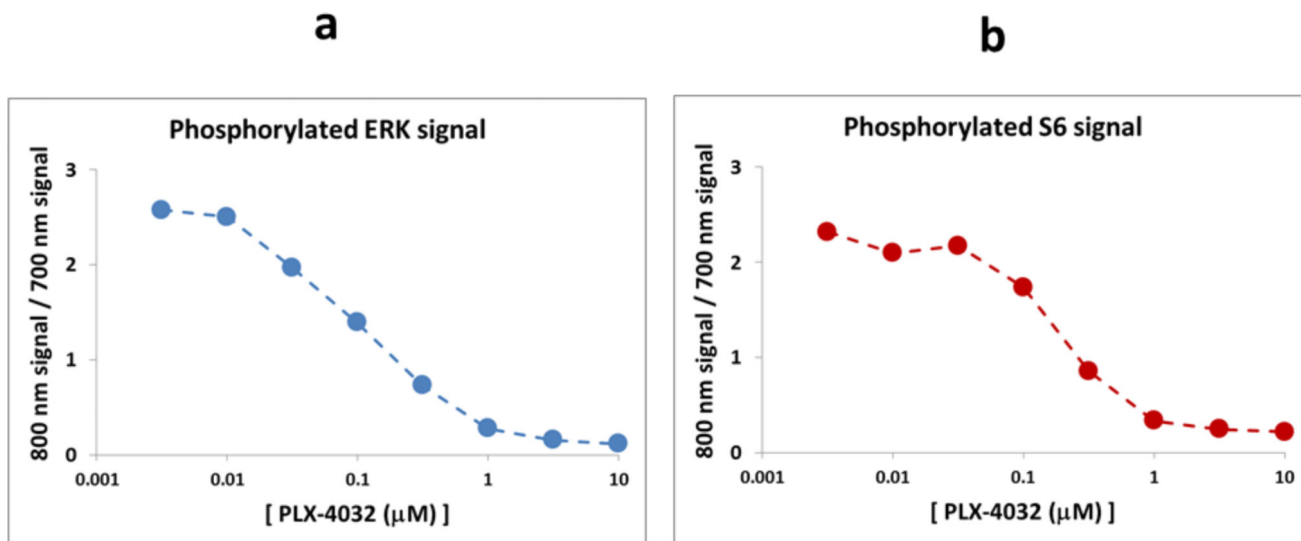 a
b
Phosphorylated ERK signal
800 nm signal / 700 nm signal
3
2
1
0
0.001 0.01 0.1 1 10
[ PLX-4032 (μM) ]
Phosphorylated S6 signal
800 nm signal / 700 nm signal
3
2
1
0
0.001 0.01 0.1 1 10
[ PLX-4032 (μM) ]